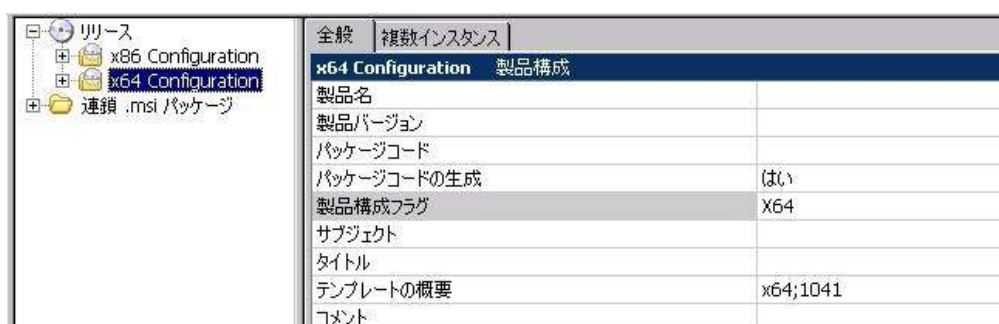 リリース
x86 Configuration
x64 Configuration
連鎖 .msi パッケージ
全般 複数インスタンス
x64 Configuration 製品構成
製品名
製品バージョン
パッケージコード
パッケージコードの生成 はい
製品構成フラグ X64
サブジェクト
タイトル
テンプレートの概要 x64;1041
コメント